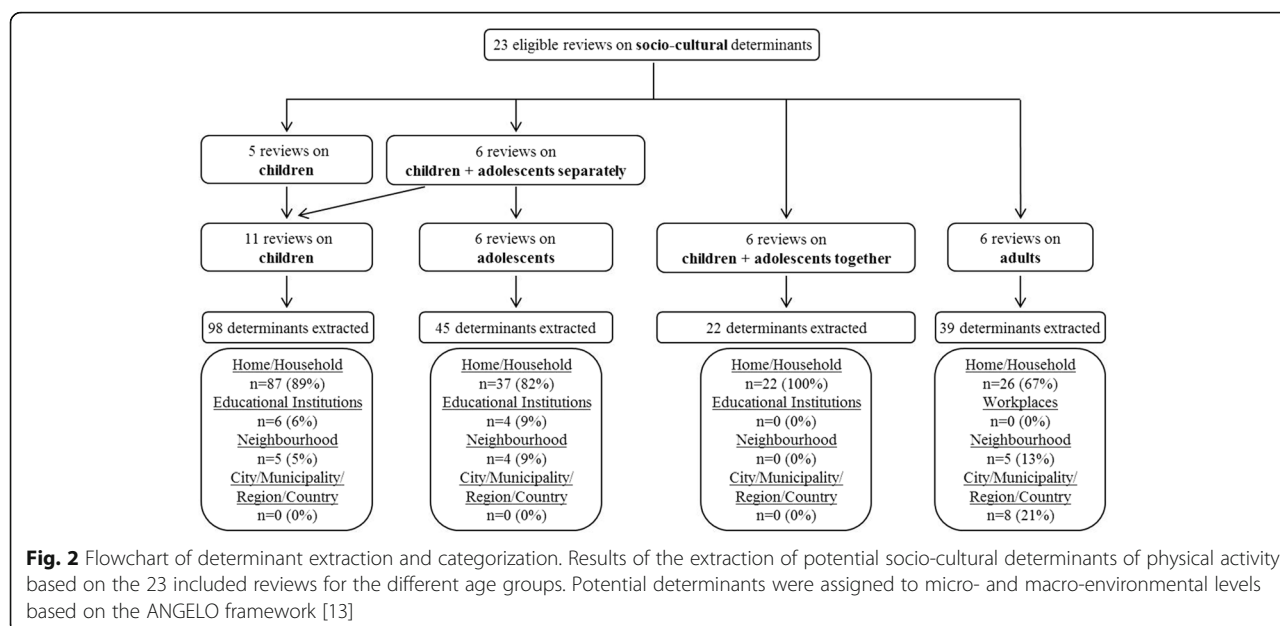 23 eligible reviews on socio-cultural determinants
5 reviews on
children
6 reviews on
children + adolescents separately
11 reviews on
children
6 reviews on
adolescents
6 reviews on
children + adolescents together
6 reviews on
adults
98 determinants extracted
45 determinants extracted
22 determinants extracted
39 determinants extracted
Home/Household
n=87 (89%)
Educational Institutions
n=6 (6%)
Neighbourhood
n=5 (5%)
City/Municipality/
Region/Country
n=0 (0%)
Home/Household
n=37 (82%)
Educational Institutions
n=4 (9%)
Neighbourhood
n=4 (9%)
City/Municipality/
Region/Country
n=0 (0%)
Home/Household
n=22 (100%)
Educational Institutions
n=0 (0%)
Neighbourhood
n=0 (0%)
City/Municipality/
Region/Country
n=0 (0%)
Home/Household
n=26 (67%)
Workplaces
n=0 (0%)
Neighbourhood
n=5 (13%)
City/Municipality/
Region/Country
n=8 (21%)
Fig. 2 Flowchart of determinant extraction and categorization. Results of the extraction of potential socio-cultural determinants of physical activity
based on the 23 included reviews for the different age groups. Potential determinants were assigned to micro- and macro-environmental levels
based on the ANGELO framework [13]